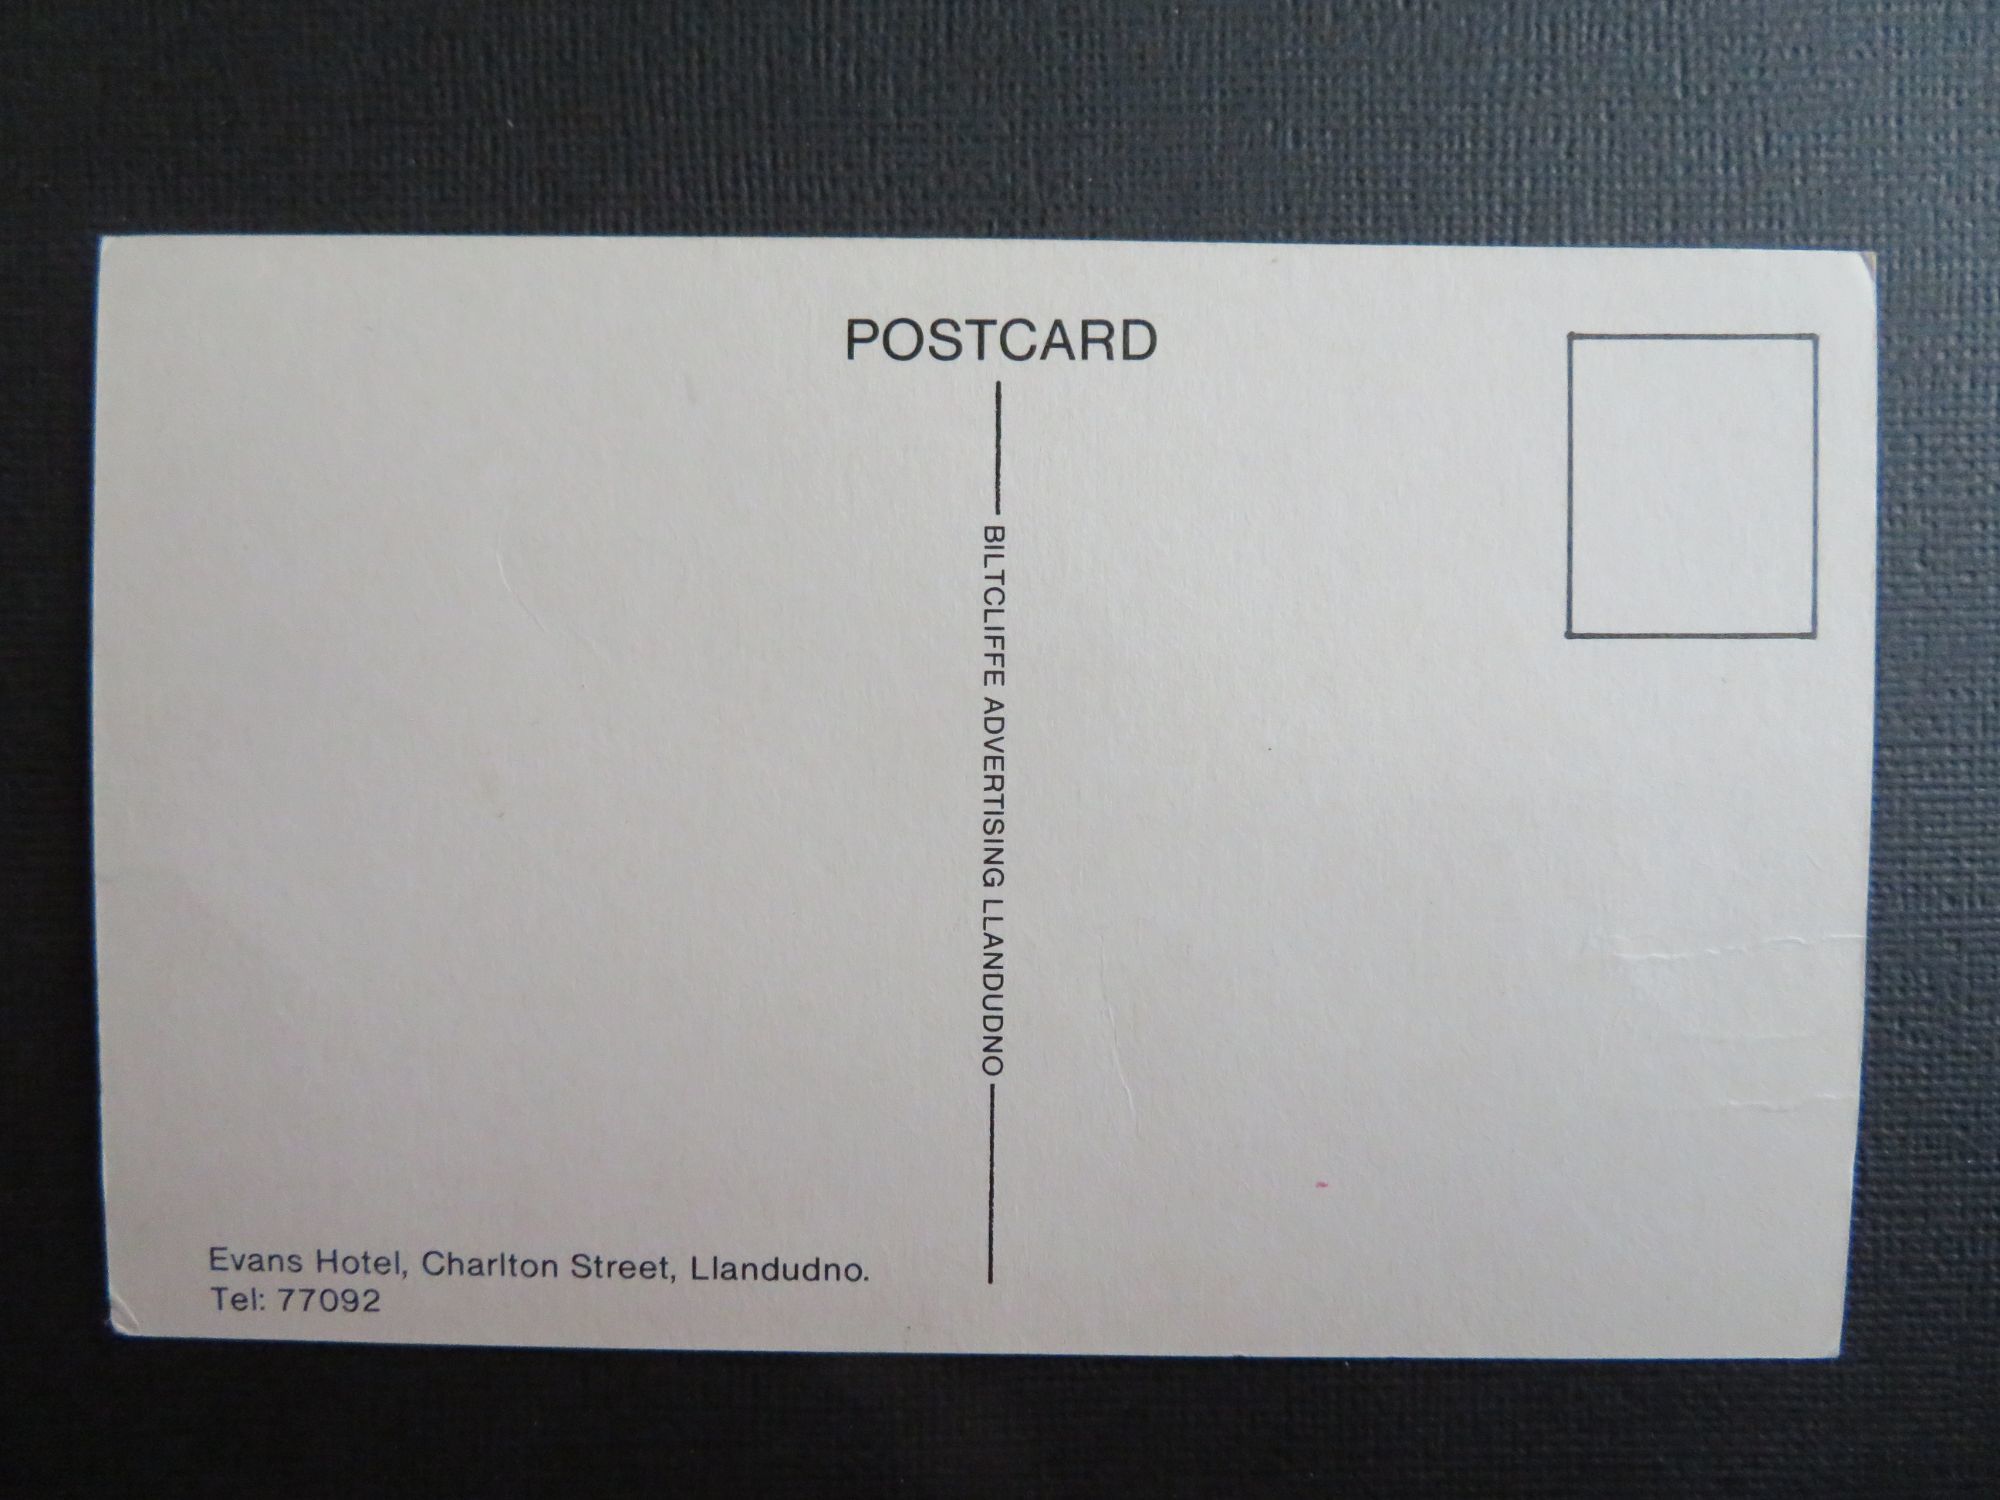 POSTCARD
BILTCLIFFE ADVERTISING LLANDUDNO
Evans Hotel, Charlton Street, Llandudno.
Tel: 77092